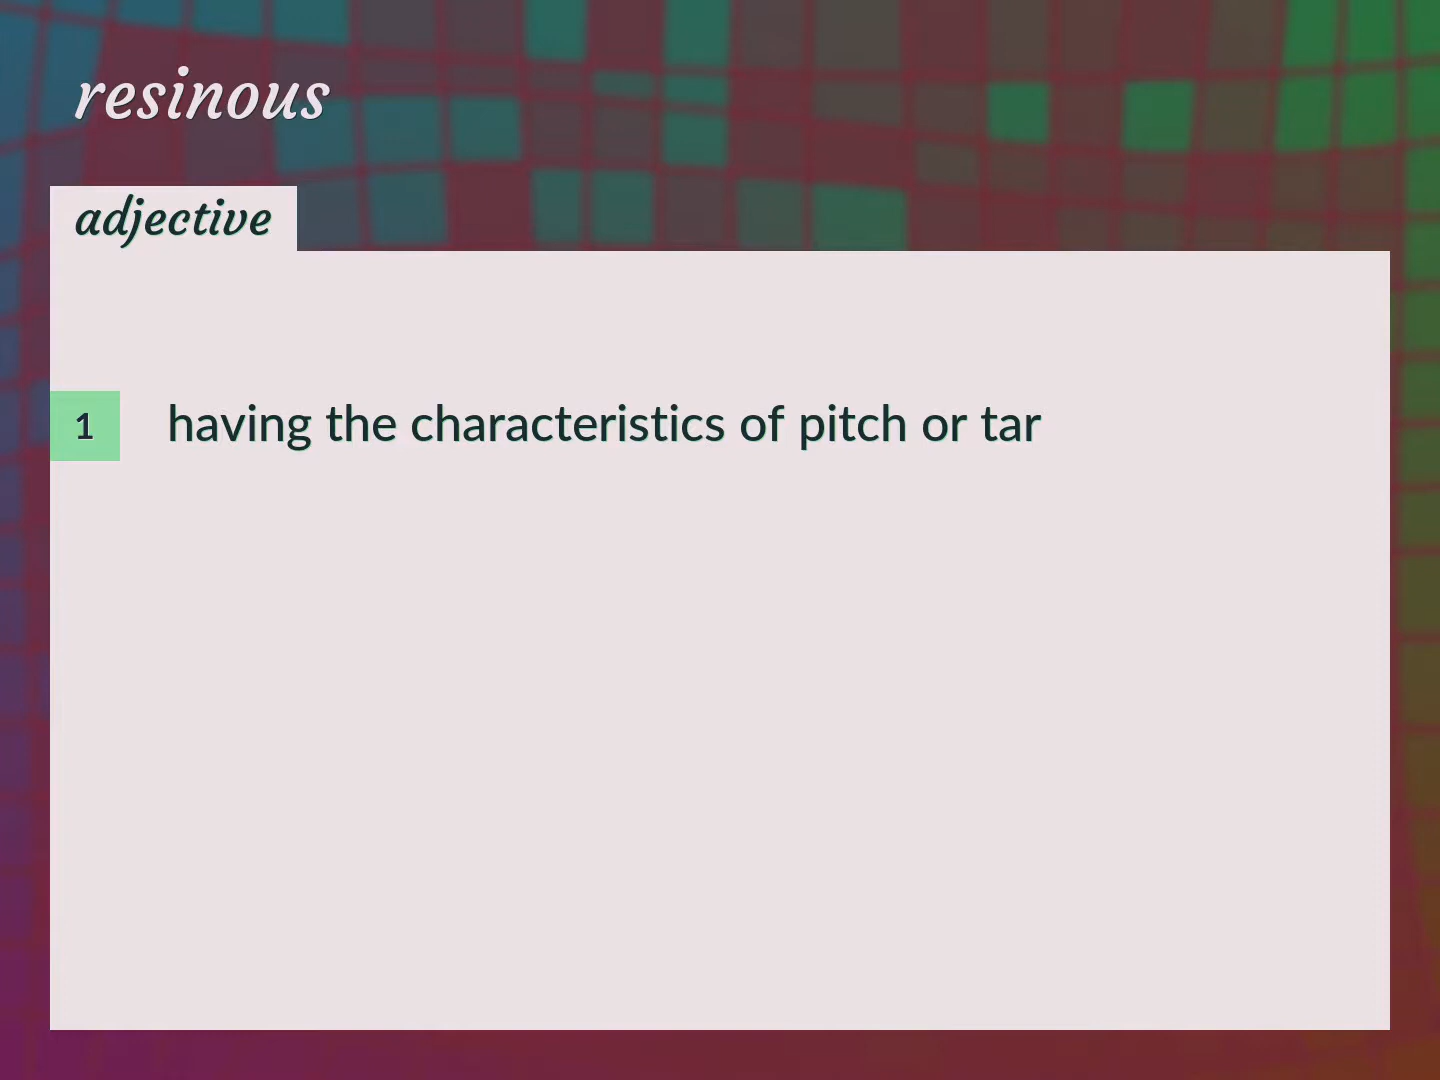 resinous
adjective
1 having the characteristics of pitch or tar